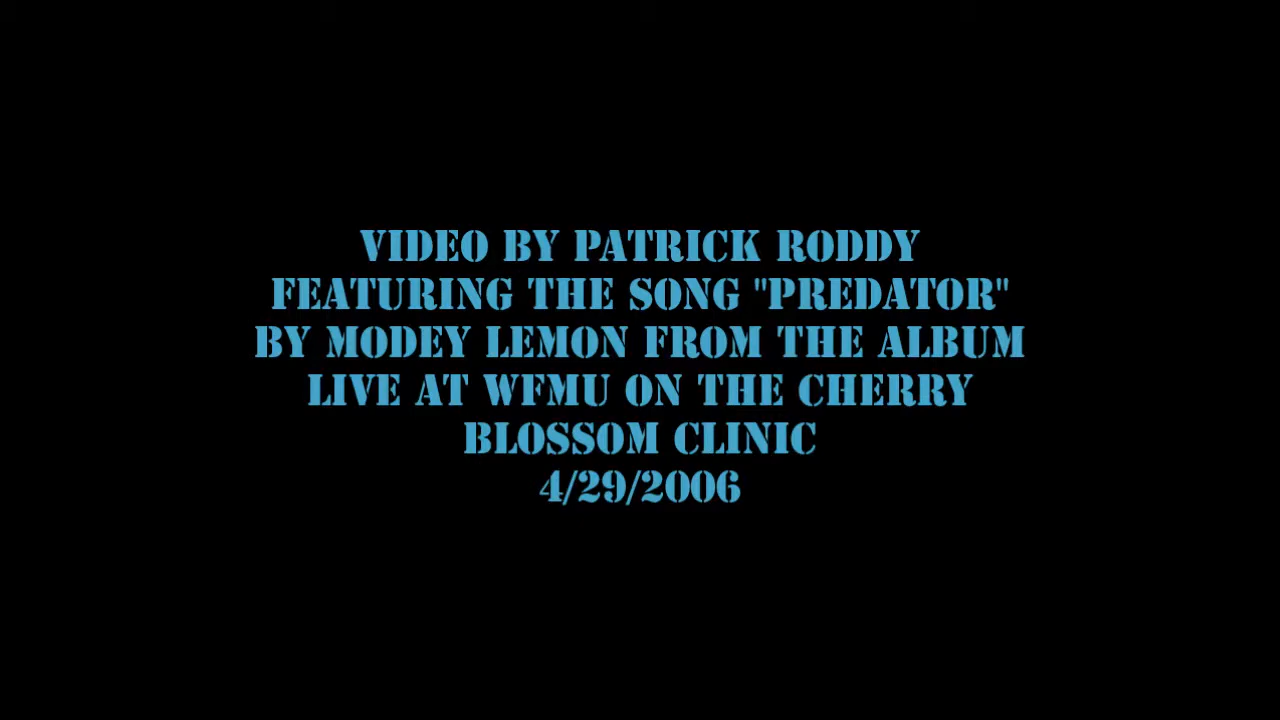 VIDEO BY PATRICK RODDY
FEATURING THE SONG "PREDATOR"
BY MODEY LEMON FROM THE ALBUM
LIVE AT WFMU ON THE CHERRY
BLOSSOM CLINIC
4/29/2006